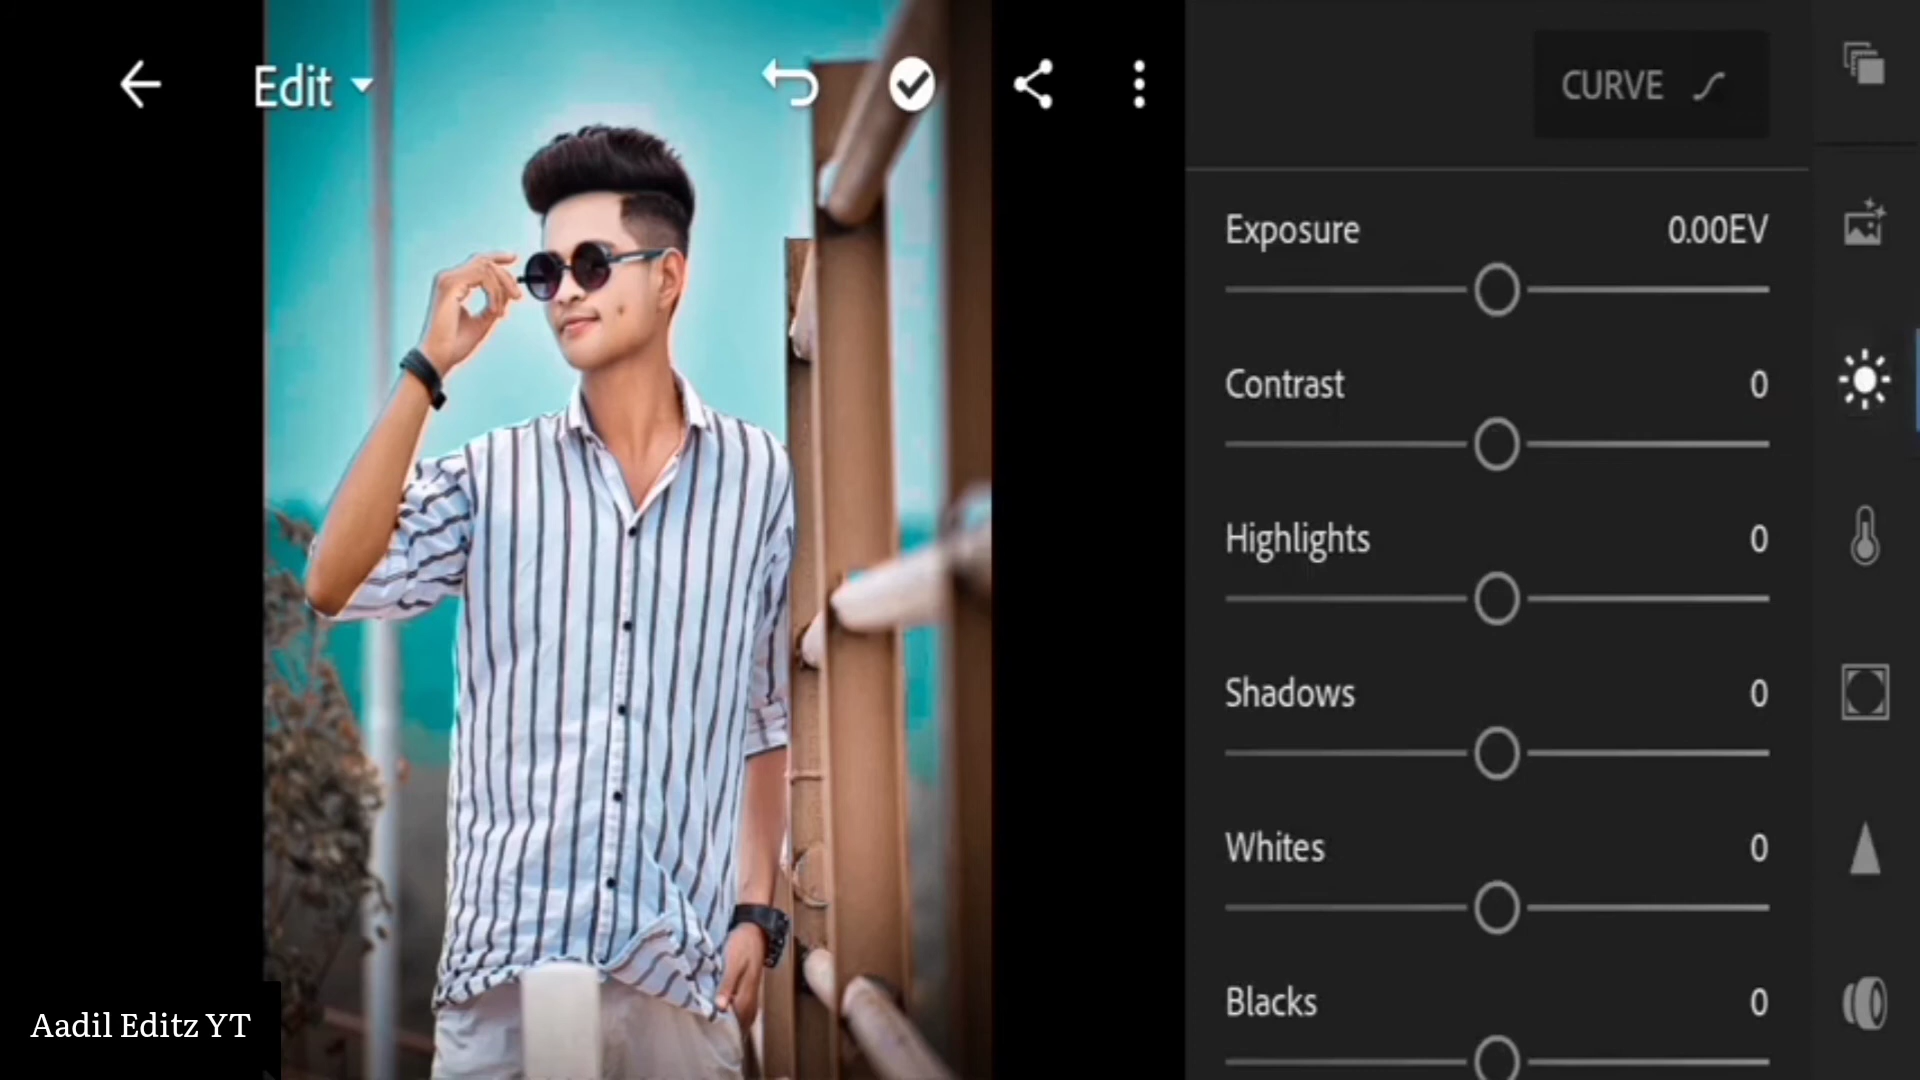 Edit
CURVE
Exposure 0.00EV
Contrast 0
Highlights 0
Shadows 0
Whites 0
Blacks 0
Aadil Editz YT